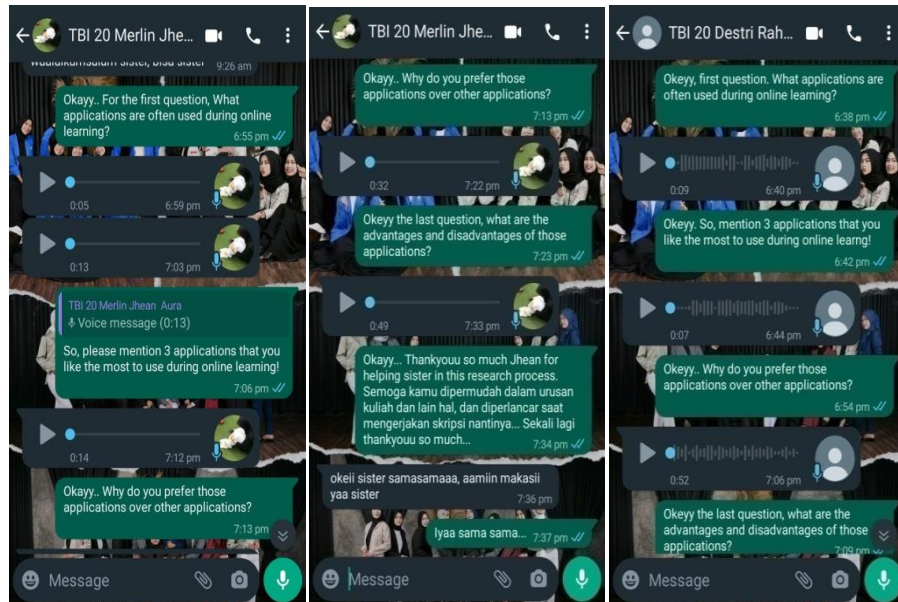 TBI 20 Merlin Jhe...
9:26 am
Okayy.. For the first question, What
applications are often used during online
learning?
6:55 pm
0:05 6:59 pm
0:13 7:03 pm
TBI 20 Merlin Jhean Aura
Voice message (0:13)
So, please mention 3 applications that you
like the most to use during online learning!
7:06 pm
0:14 7:12 pm
Okayy.. Why do you prefer those
applications over other applications?
7:13 pm
Message
TBI 20 Merlin Jhe...
Okayy.. Why do you prefer those
applications over other applications?
7:13 pm
0:32 7:22 pm
Okeyy the last question, what are the
advantages and disadvantages of those
applications?
7:23 pm
0:49 7:33 pm
Okayy... Thankyouu so much Jhean for
helping sister in this research process.
Semoga kamu dipermudah dalam urusan
kuliah dan lain hal, dan diperlancar saat
mengerjakan skripsi nantinya... Sekali lagi
thankyouu so much...
7:34 pm
okeii sister samasamaaa, aamiin makasii
yaa sister
7:36 pm
Iyaa sama sama... 7:37 pm
Message
TBI 20 Destri Rah...
Okeyy, first question. What applications are
often used during online learning?
6:38 pm
0:09 6:40 pm
Okeyy. So, mention 3 applications that you
like the most to use during online learng!
6:42 pm
0:07 6:44 pm
Okeyy.. Why do you prefer those
applications over other applications?
6:54 pm
0:52 7:06 pm
Okeyy the last question, what are the
advantages and disadvantages of those
applications?
7:09 pm
Message